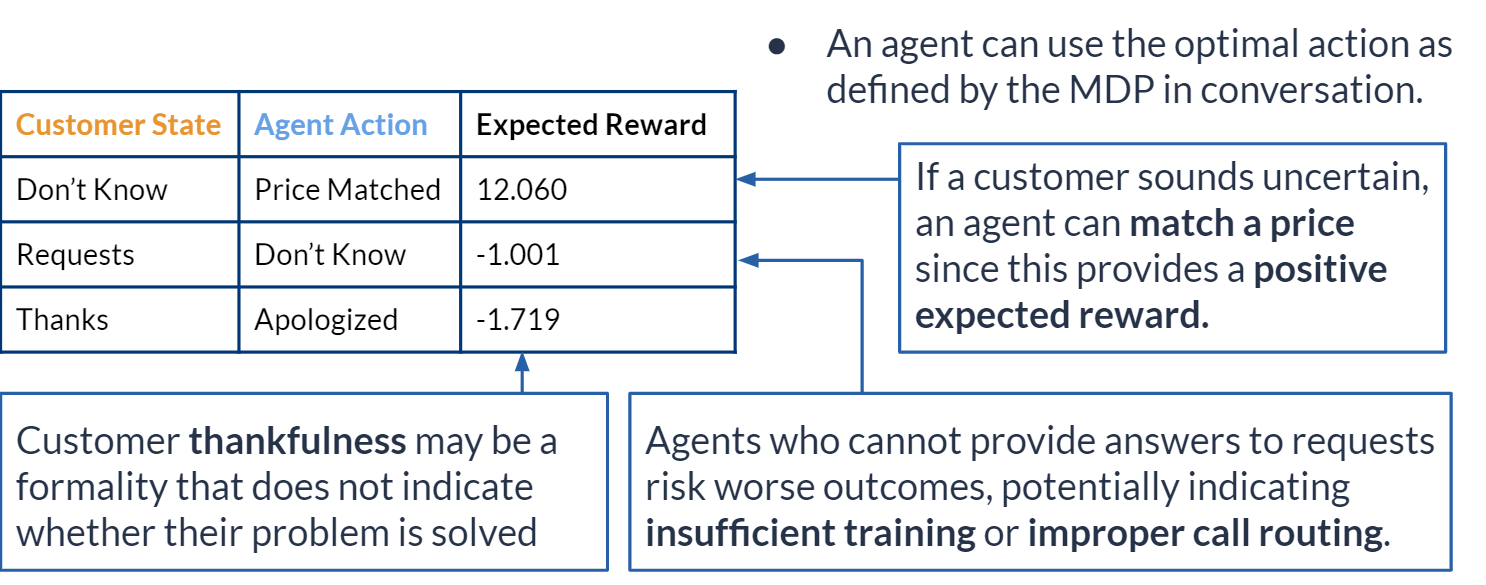 ● An agent can use the optimal action as
defined by the MDP in conversation.
Customer State Agent Action Expected Reward
Don’t Know Price Matched 12.060
Requests Don’t Know -1.001
Thanks Apologized -1.719
If a customer sounds uncertain,
an agent can match a price
since this provides a positive
expected reward.
Customer thankfulness may be a
formality that does not indicate
whether their problem is solved
Agents who cannot provide answers to requests
risk worse outcomes, potentially indicating
insufficient training or improper call routing.